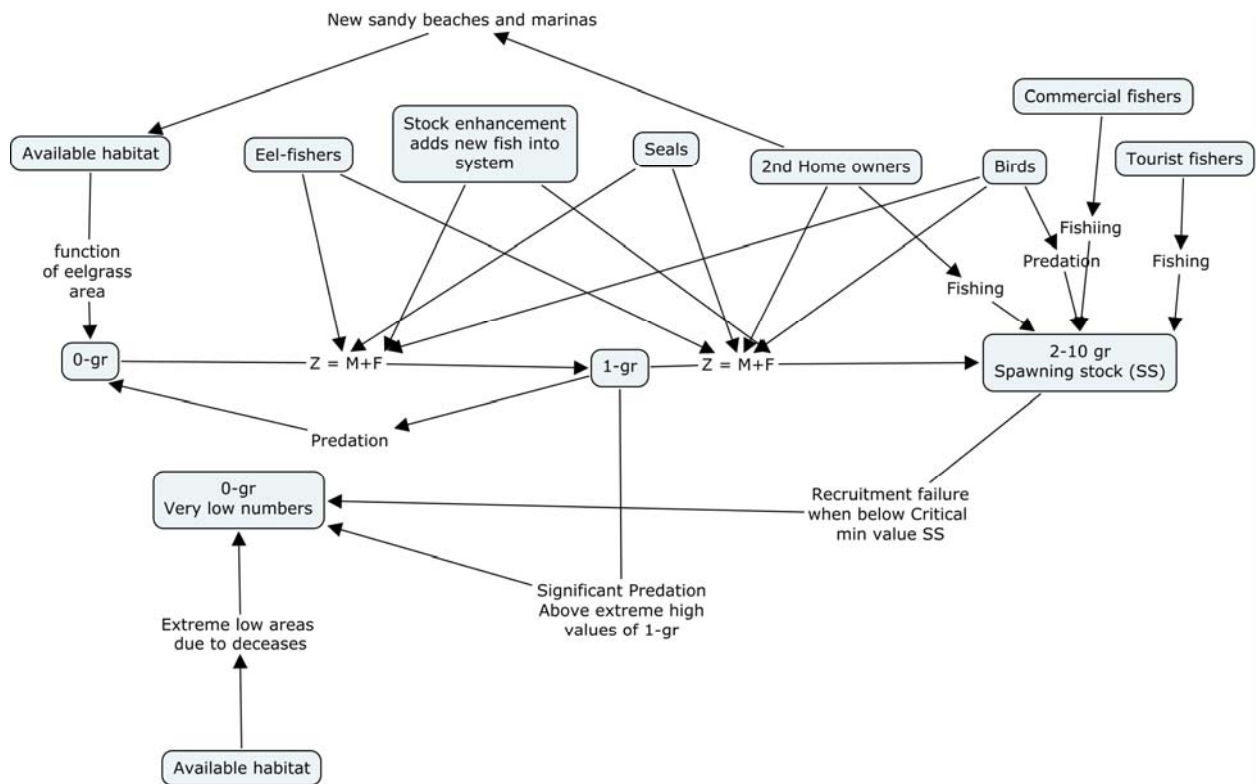 New sandy beaches and marinas
Commercial fishers
Available habitat
Eel-fishers
Stock enhancement
adds new fish into
system
Seals
2nd Home owners
Birds
Tourist fishers
function
of eelgrass
area
Fishiing
Predation
Fishing
Fishing
0-gr
Z = M+F
1-gr
Z = M+F
2-10 gr
Spawning stock (SS)
Predation
0-gr
Very low numbers
Recruitment failure
when below Critical
min value SS
Significant Predation
Above extreme high
values of 1-gr
Extreme low areas
due to deceases
Available habitat